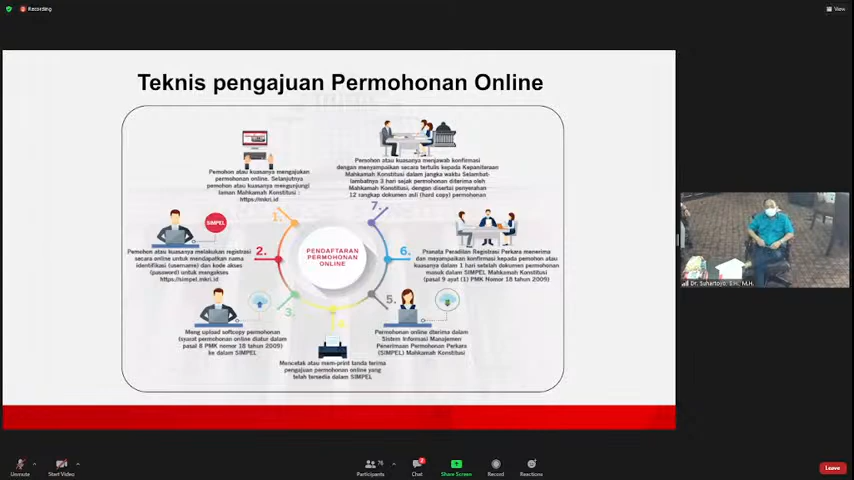 Recording
View
Teknis pengajuan Permohonan Online
Pemohon atau kuasanya mengajukan
permohonan online. Selanjutnya
pemohon atau kuasanya mengunjungi
laman Mahkamah Konstitusi :
https://mkri.id
1.
SIMPEL
2.
Pemohon atau kuasanya melakukan registrasi
secara online untuk mendapatkan nama
identifikasi (username) dan kode akses
(password) untuk mengakses
https://simpel.mkri.id
3.
Meng upload softcopy permohonan
(syarat permohonan online diatur dalam
pasal 8 PMK nomor 18 tahun 2009)
ke dalam SIMPEL
4.
Mencetak atau mem-print tanda terima
pengajuan permohonan online yang
telah tersedia dalam SIMPEL
5.
Permohonan online diterima dalam
Sistem Informasi Manajemen
Penerimaan Permohonan Perkara
(SIMPEL) Mahkamah Konstitusi
6.
Pranata Peradilan Registrasi Perkara menerima
dan menyampaikan konfirmasi kepada pemohon atau
kuasanya dalam 1 hari setelah dokumen permohonan
masuk dalam SIMPEL Mahkamah Konstitusi
(pasal 9 ayat (1) PMK Nomor 18 tahun 2009)
7.
Pemohon atau kuasanya menjawab konfirmasi
dengan menyampaikan secara tertulis kepada Kepaniteraan
Mahkamah Konstitusi dalam jangka waktu Selambat-
lambatnya 3 hari sejak permohonan diterima oleh
Mahkamah Konstitusi, dengan disertai penyerahan
12 rangkap dokumen asli (hard copy) permohonan
PENDAFTARAN
PERMOHONAN
ONLINE
Dr. Suhartoyo, S.H., M.H.
Unmute
Start Video
Participants
76
Chat
2
Share Screen
Record
Reactions
Leave